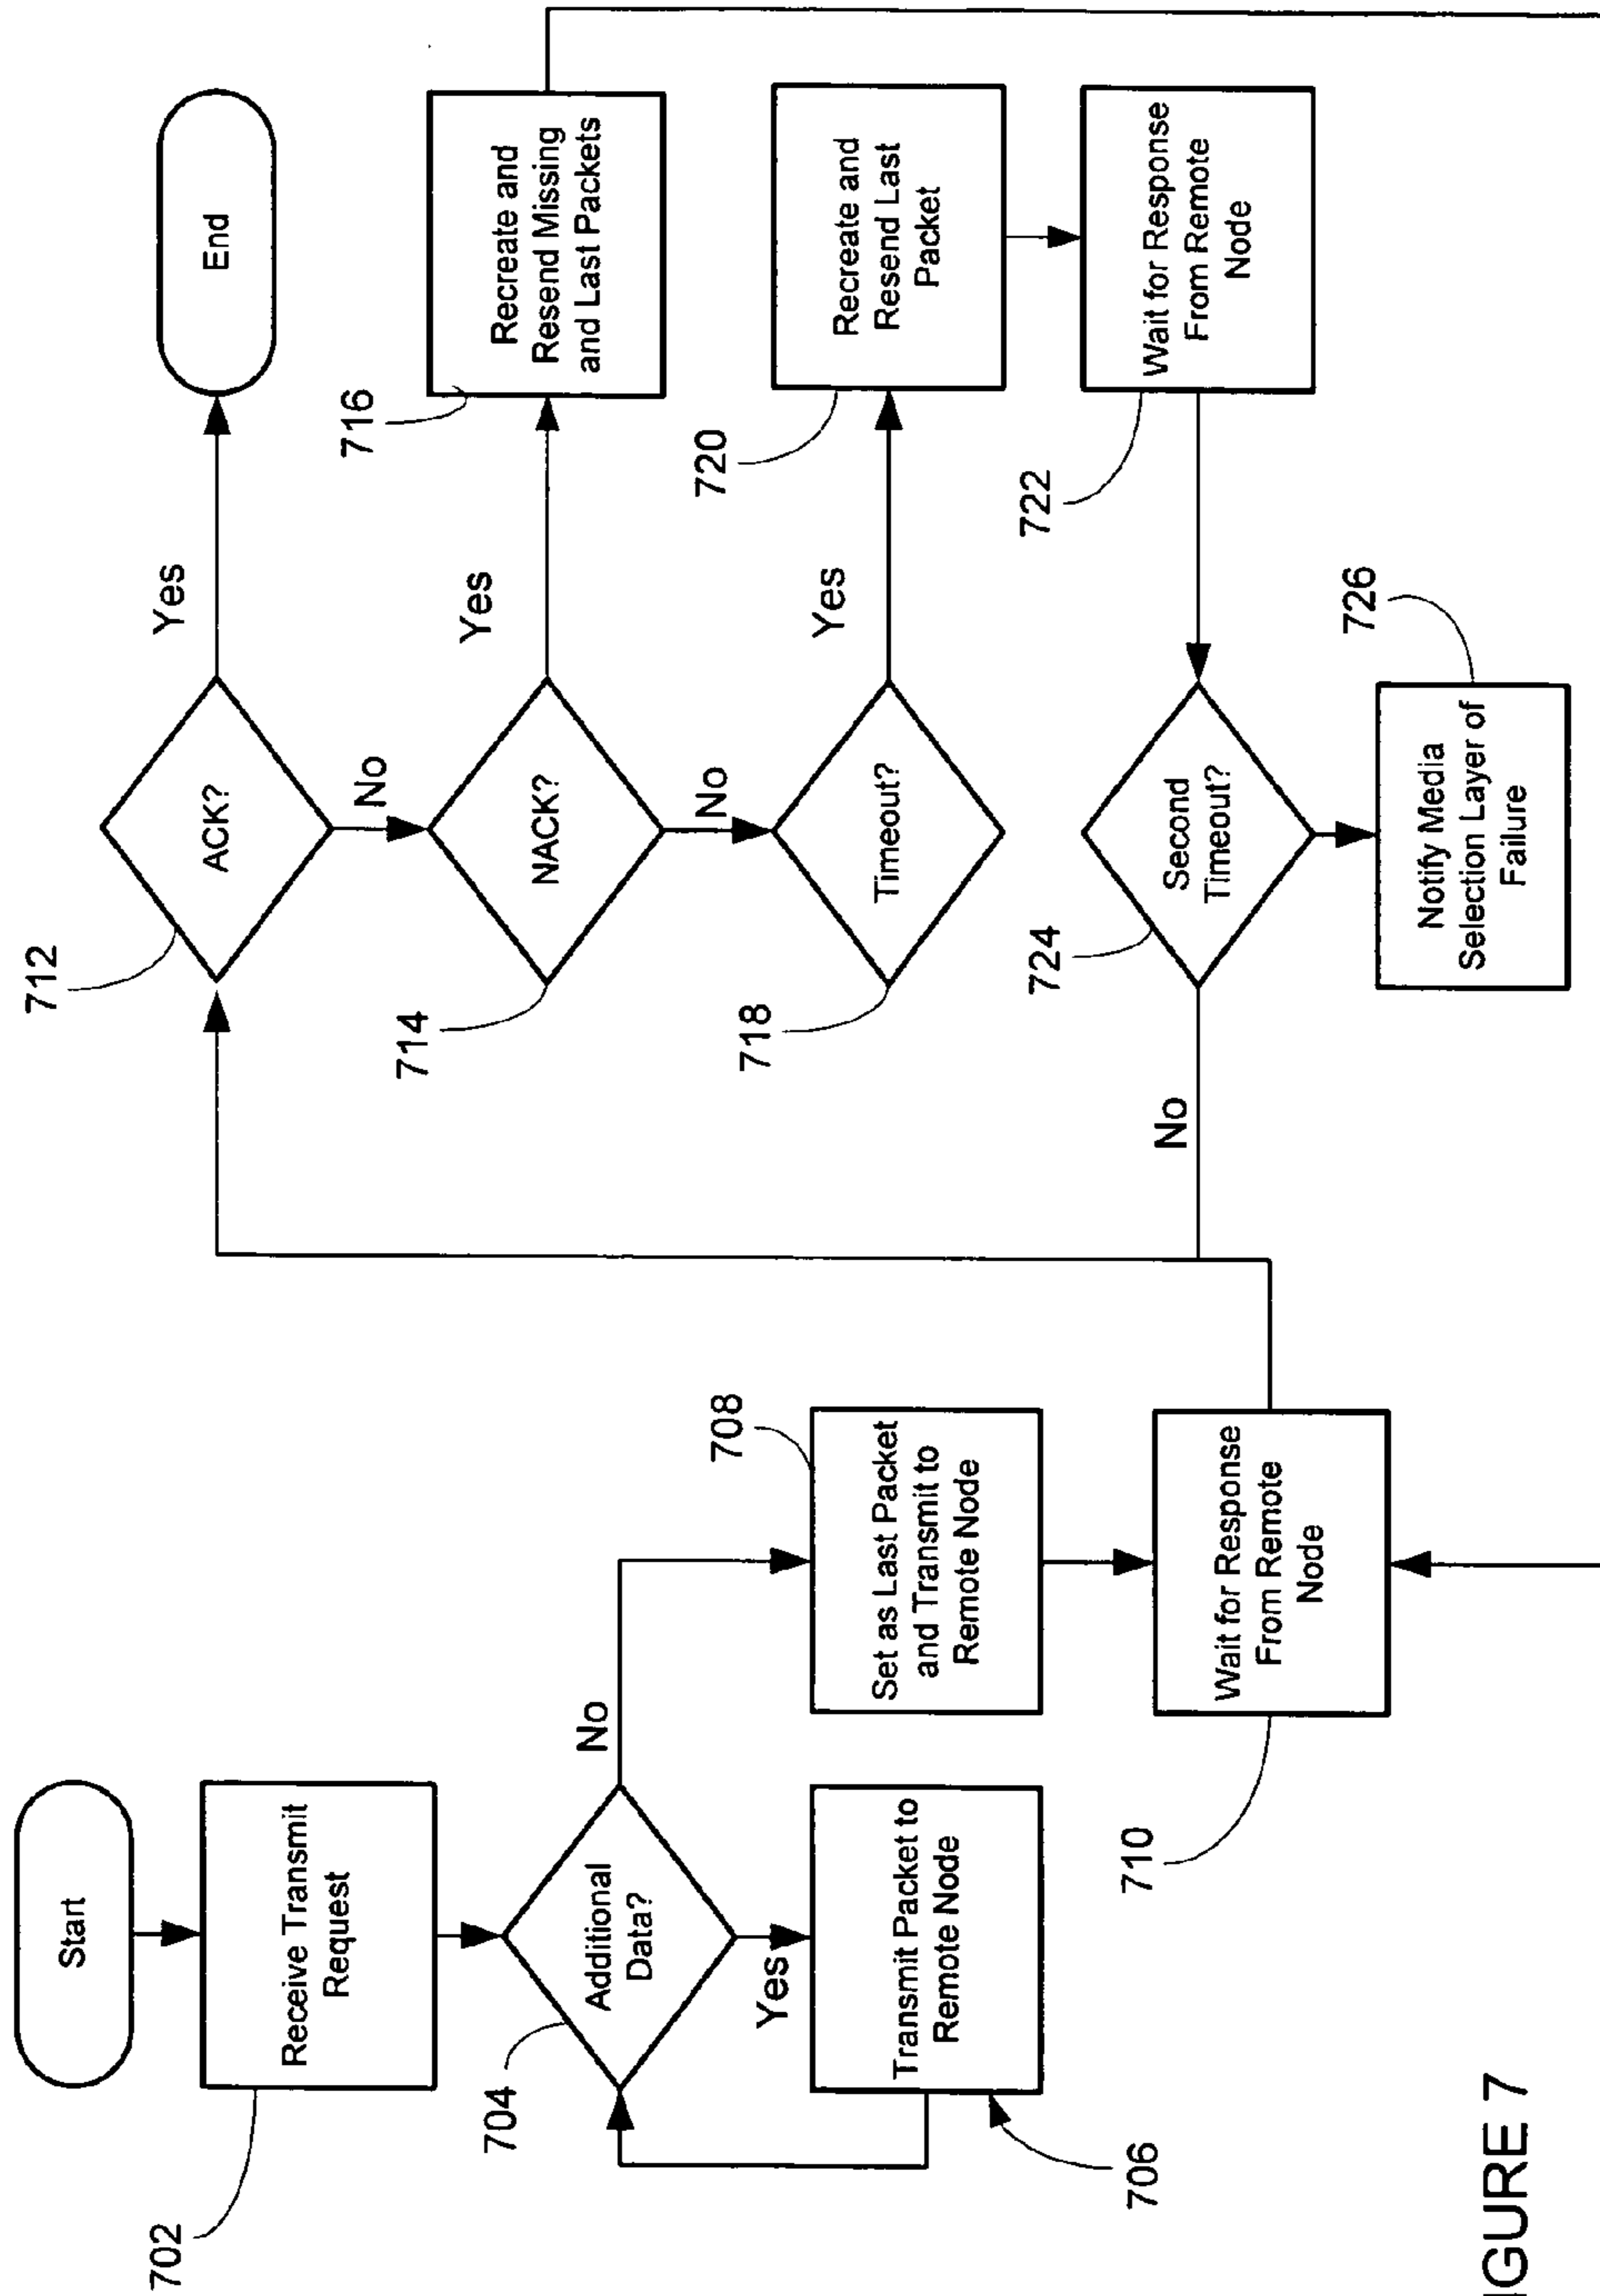 Start
702
Receive Transmit
Request
704
Additional
Data?
No
Yes
706
Transmit Packet to
Remote Node
708
Set as Last Packet
and Transmit to
Remote Node
710
Wait for Response
From Remote
Node
712
ACK?
Yes
End
No
714
NACK?
Yes
716
Recreate and
Resend Missing
and Last Packets
No
718
Timeout?
Yes
720
Recreate and
Resend Last
Packet
722
Wait for Response
From Remote
Node
724
Second
Timeout?
No
726
Notify Media
Selection Layer of
Failure
IGURE 7